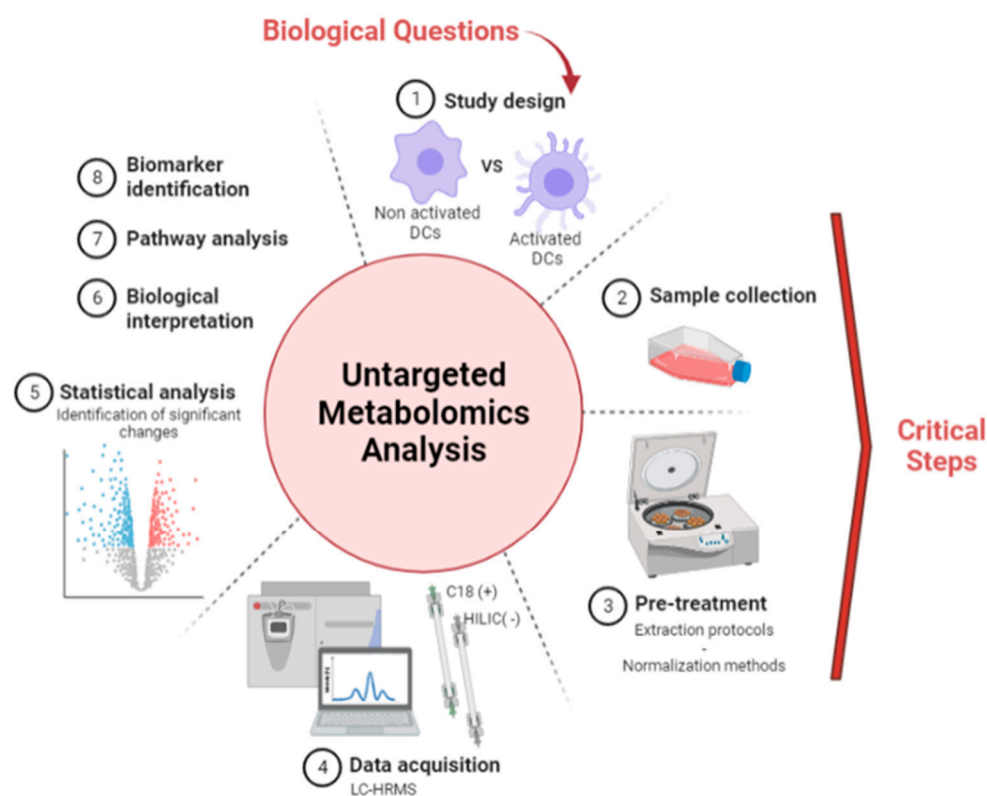 Biological Questions
1 Study design
vs
Non activated
DCs
Activated
DCs
2 Sample collection
Critical
Steps
3 Pre-treatment
Extraction protocols
-
Normalization methods
C18 (+)
HILIC( -)
4 Data acquisition
LC-HRMS
5 Statistical analysis
Identification of significant
changes
6 Biological
interpretation
7 Pathway analysis
8 Biomarker
identification
Untargeted
Metabolomics
Analysis